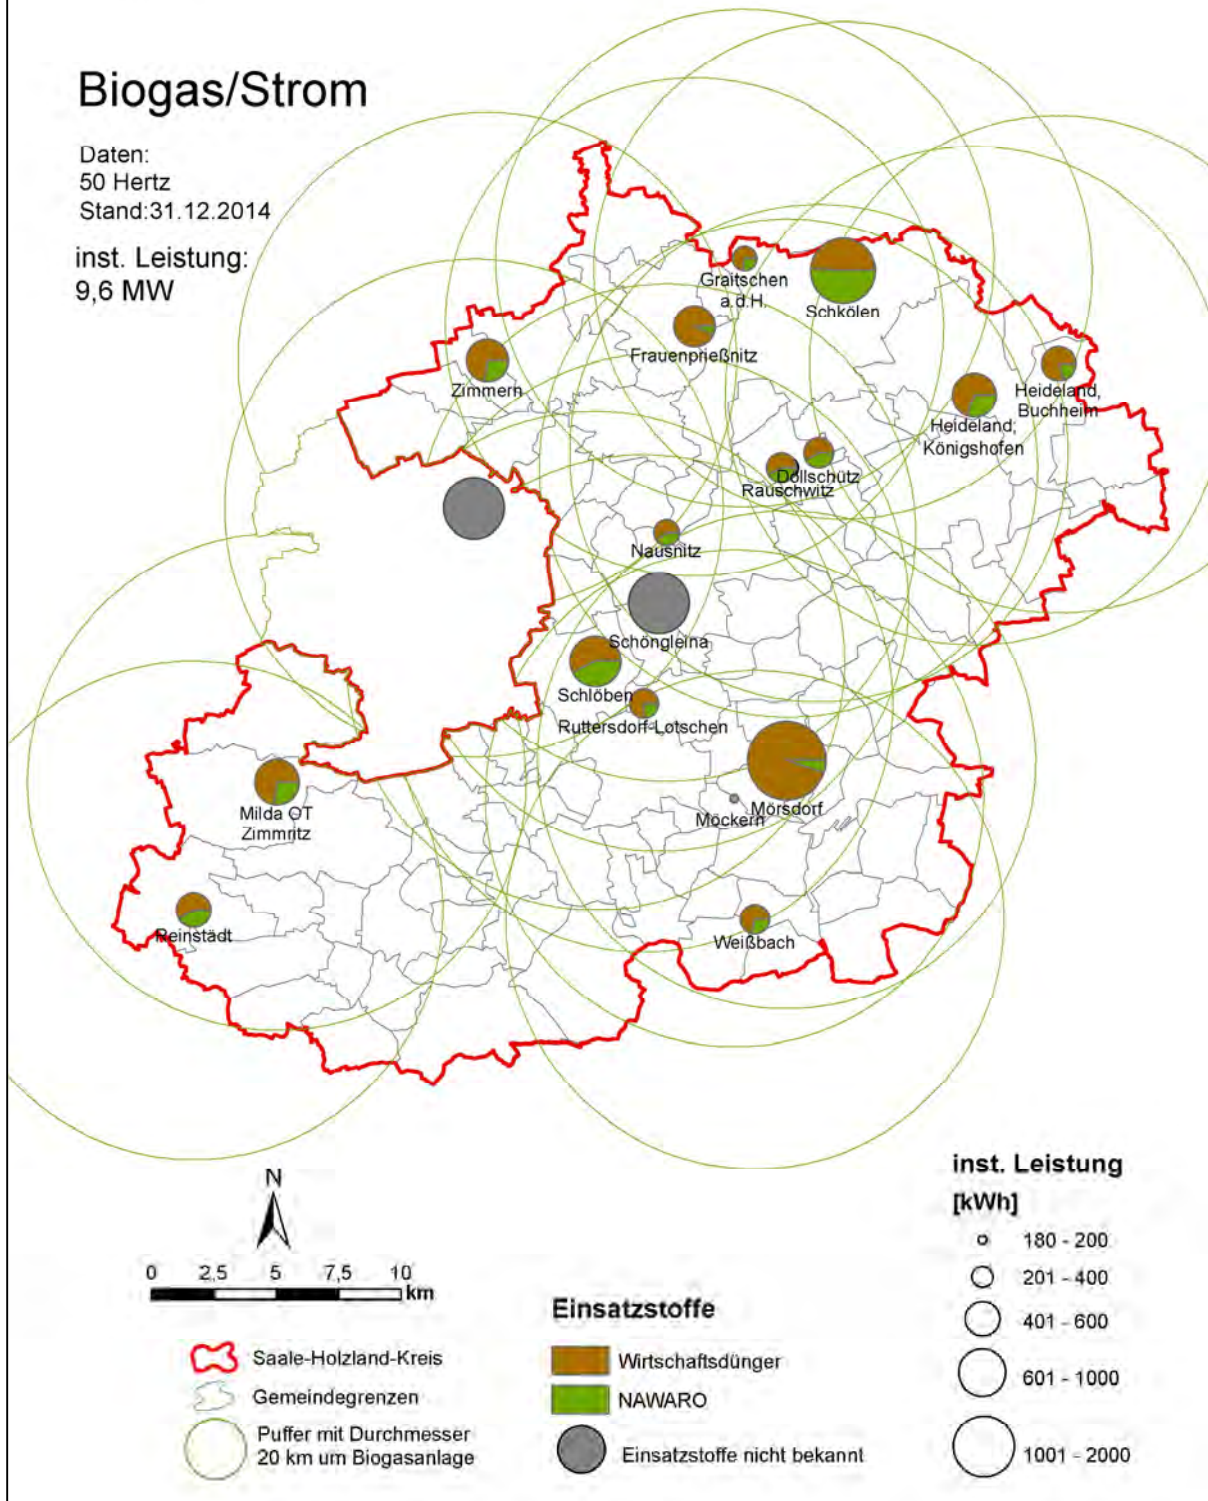 Biogas/Strom
Daten:
50 Hertz
Stand:31.12.2014
inst. Leistung:
9,6 MW
Graitschen
a.d.H.
Schkölen
Frauenprießnitz
Zimmern
Heideland,
Buchheim
Heideland;
Königshofen
Döllschütz
Rauschwitz
Nausnitz
Schöngleina
Schlöben
Ruttersdorf-Lotschen
Mörsdorf
Möckern
Milda OT
Zimmritz
Reinstädt
Weißbach
N
0 2,5 5 7,5 10
km
Saale-Holzland-Kreis
Gemeindegrenzen
Puffer mit Durchmesser
20 km um Biogasanlage
Einsatzstoffe
Wirtschaftsdünger
NAWARO
Einsatzstoffe nicht bekannt
inst. Leistung
[kWh]
180 - 200
201 - 400
401 - 600
601 - 1000
1001 - 2000